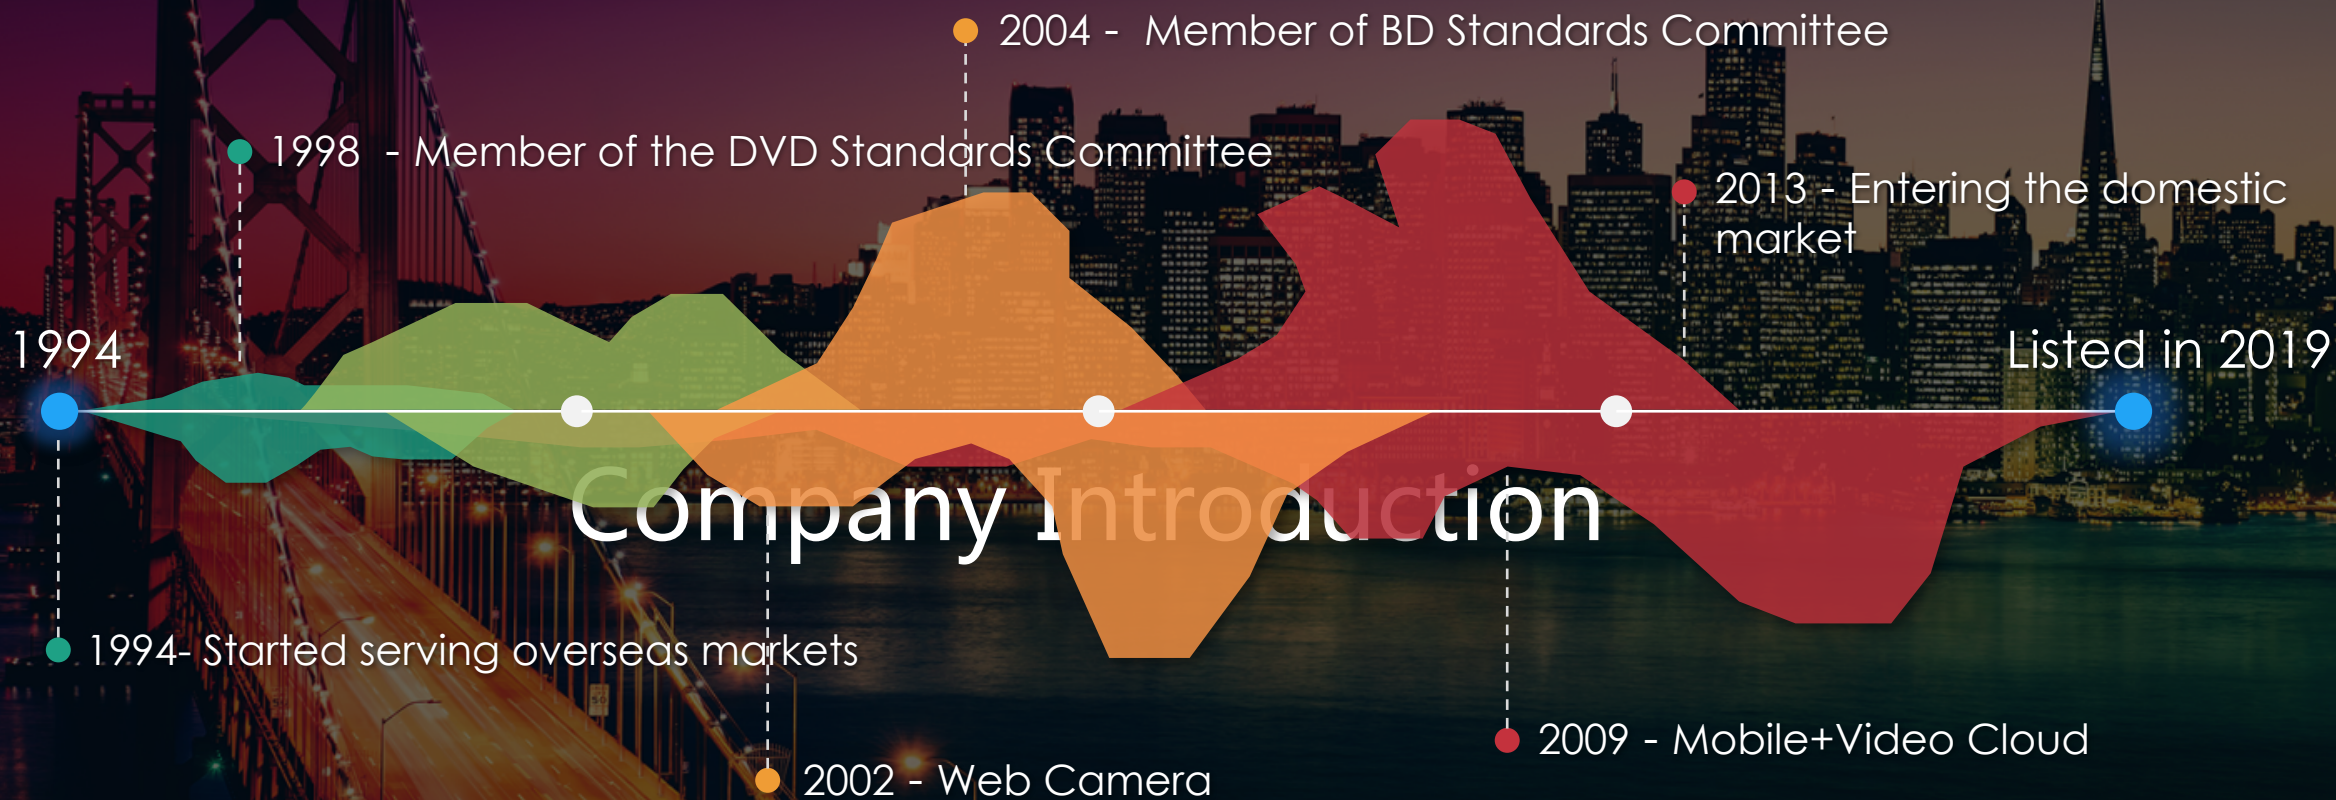 2004 -  Member of BD Standards Committee
1998  - Member of the DVD Standards Committee
2013 - Entering the domestic
market
1994
Listed in 2019
Company Introduction
1994- Started serving overseas markets
2009 - Mobile+Video Cloud
2002 - Web Camera